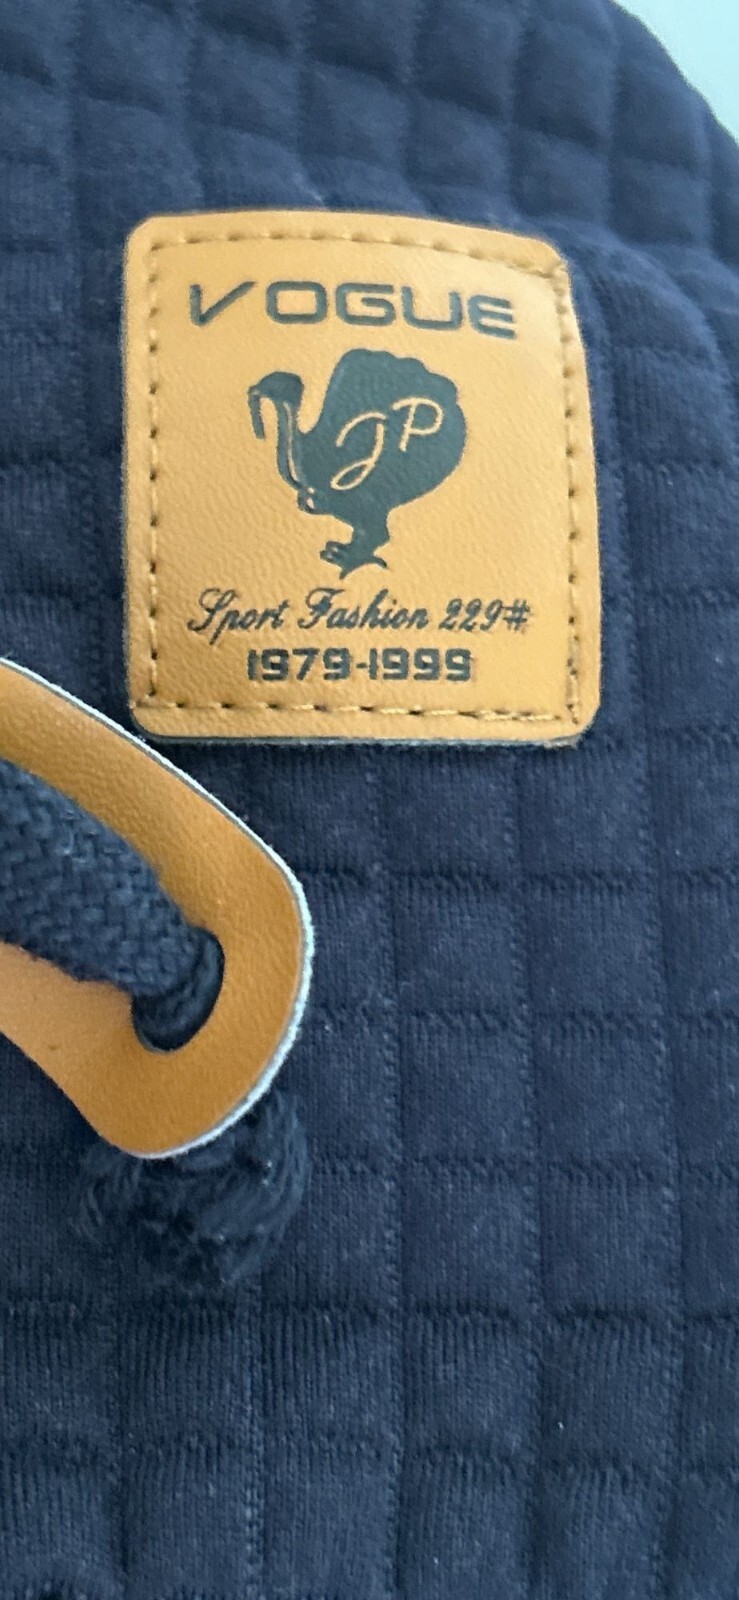 VOGUE
JP
Sport Fashion 229#
1979-1999